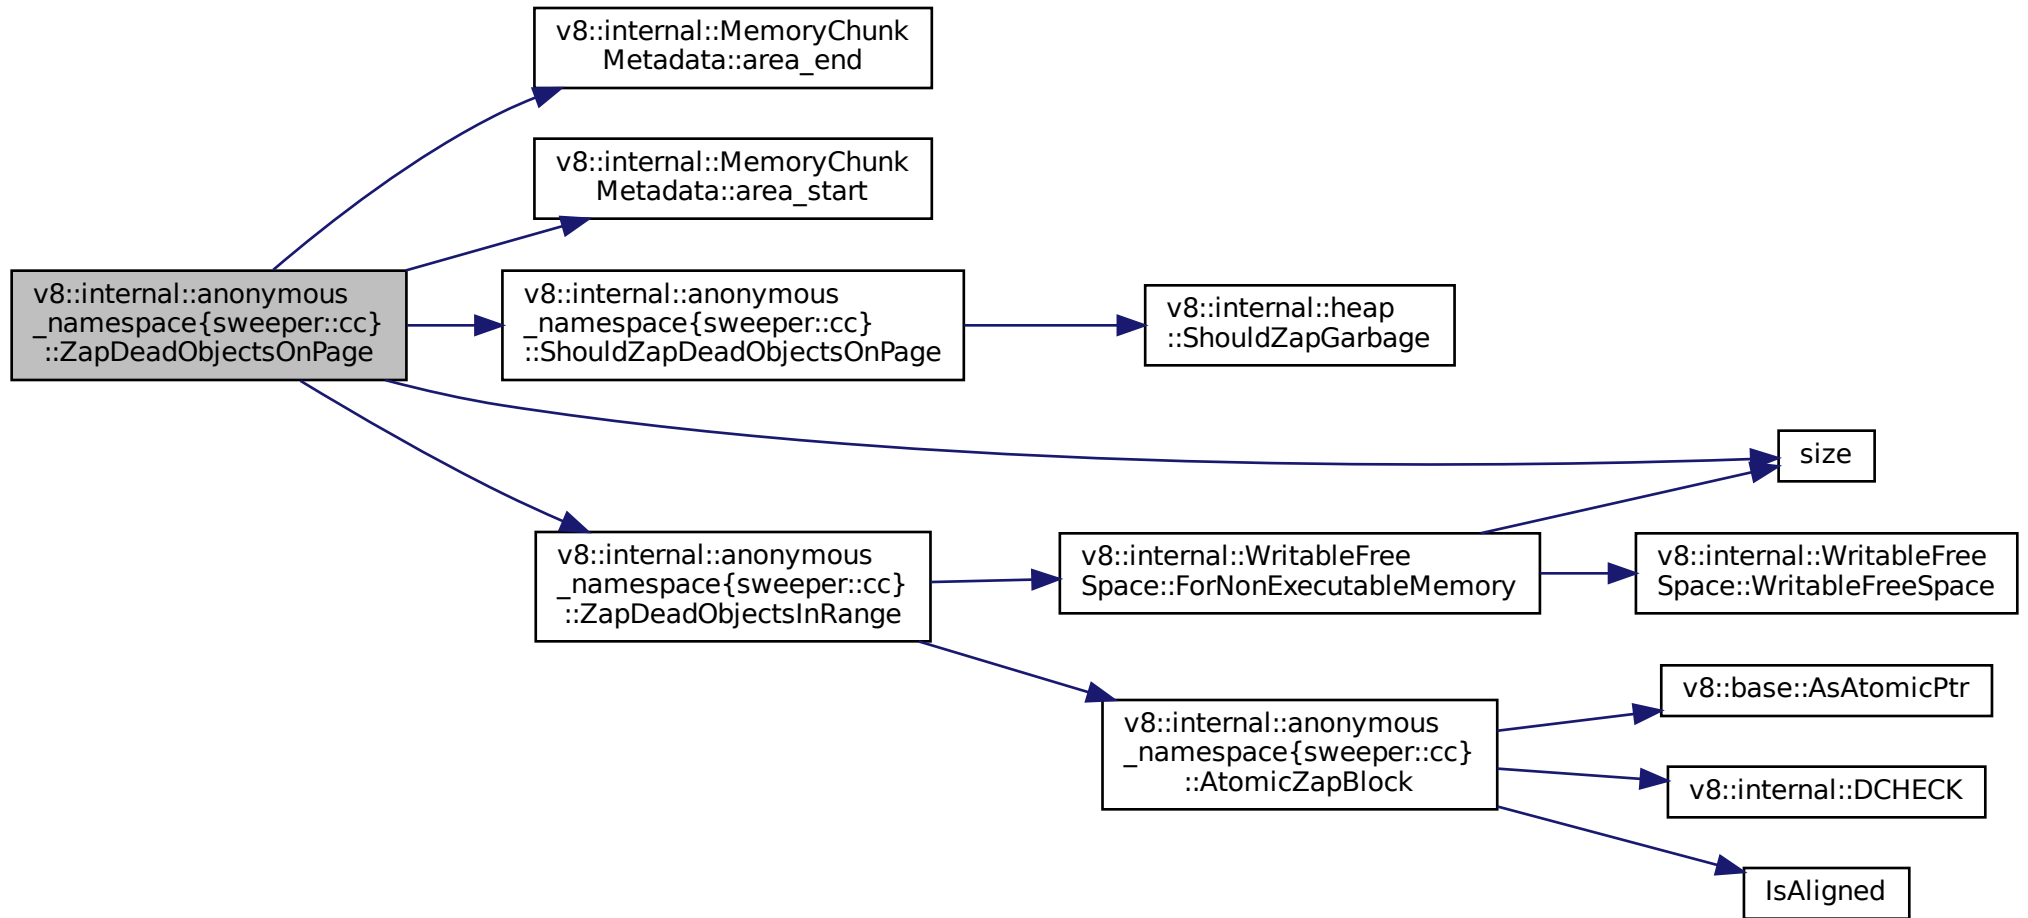 v8::internal::MemoryChunk
Metadata::area_end
v8::internal::MemoryChunk
Metadata::area_start
v8::internal::anonymous
_namespace{sweeper::cc}
::ZapDeadObjectsOnPage
v8::internal::anonymous
_namespace{sweeper::cc}
::ShouldZapDeadObjectsOnPage
v8::internal::heap
::ShouldZapGarbage
size
v8::internal::anonymous
_namespace{sweeper::cc}
::ZapDeadObjectsInRange
v8::internal::WritableFree
Space::ForNonExecutableMemory
v8::internal::WritableFree
Space::WritableFreeSpace
v8::internal::anonymous
_namespace{sweeper::cc}
::AtomicZapBlock
v8::base::AsAtomicPtr
v8::internal::DCHECK
IsAligned